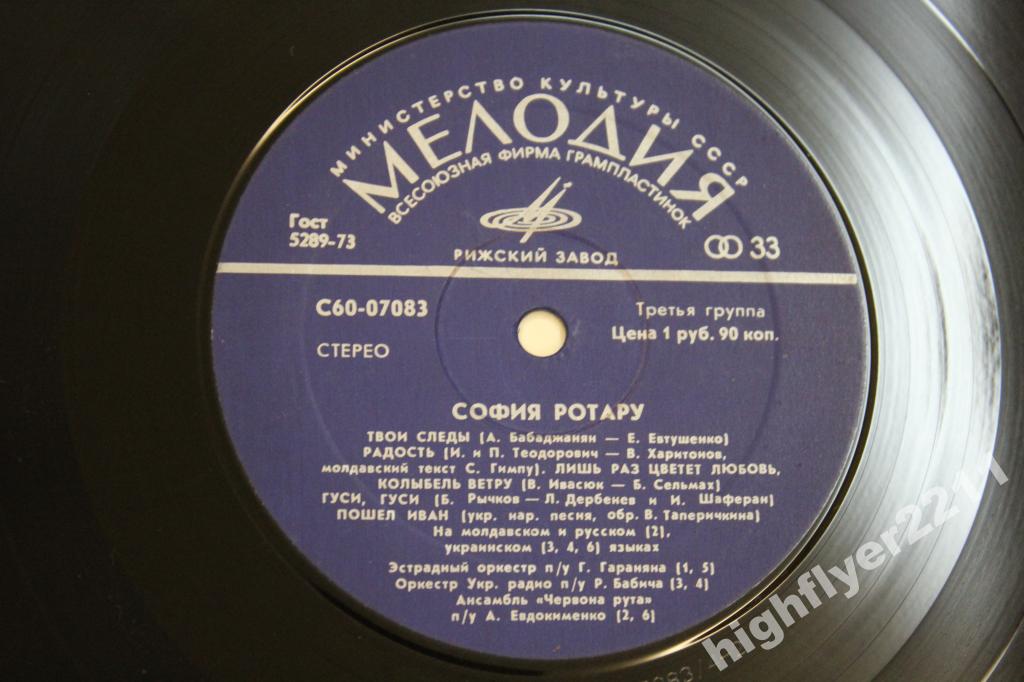 МИНИСТЕРСТВО КУЛЬТУРЫ СССР
МЕЛОДИЯ
ВСЕСОЮЗНАЯ ФИРМА ГРАМПЛАСТИНОК
Гост
5289-73
33
РИЖСКИЙ ЗАВОД
С60-07083
СТЕРЕО
Третья группа
Цена 1 руб. 90 коп.
СОФИЯ РОТАРУ
ТВОИ СЛЕДЫ (А. Бабаджанян — Е. Евтушенко)
РАДОСТЬ (И. и П. Теодорович — В. Харитонов,
молдавский текст С. Гимпу). ЛИШЬ РАЗ ЦВЕТЕТ ЛЮБОВЬ,
КОЛЫБЕЛЬ ВЕТРУ (В. Ивасюк — Б. Сельмах)
ГУСИ, ГУСИ (Б. Рычков — Л. Дербенев и И. Шаферан)
ПОШЕЛ ИВАН (укр. нар. песня, обр. В. Таперичкина)
На молдавском и русском (2),
украинском (3, 4, 6) языках
Эстрадный оркестр п/у Г. Гараняна (1, 5)
Оркестр Укр. радио п/у Р. Бабича (3, 4)
Ансамбль «Червона рута»
п/у А. Евдокименко (2, 6)
highflyer2211